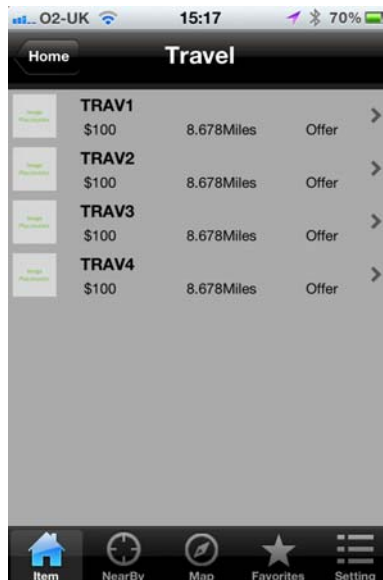 O2-UK 15:17 70%
Home Travel
TRAV1
$100 8.678Miles Offer
TRAV2
$100 8.678Miles Offer
TRAV3
$100 8.678Miles Offer
TRAV4
$100 8.678Miles Offer
Item NearBy Map Favorites Setting